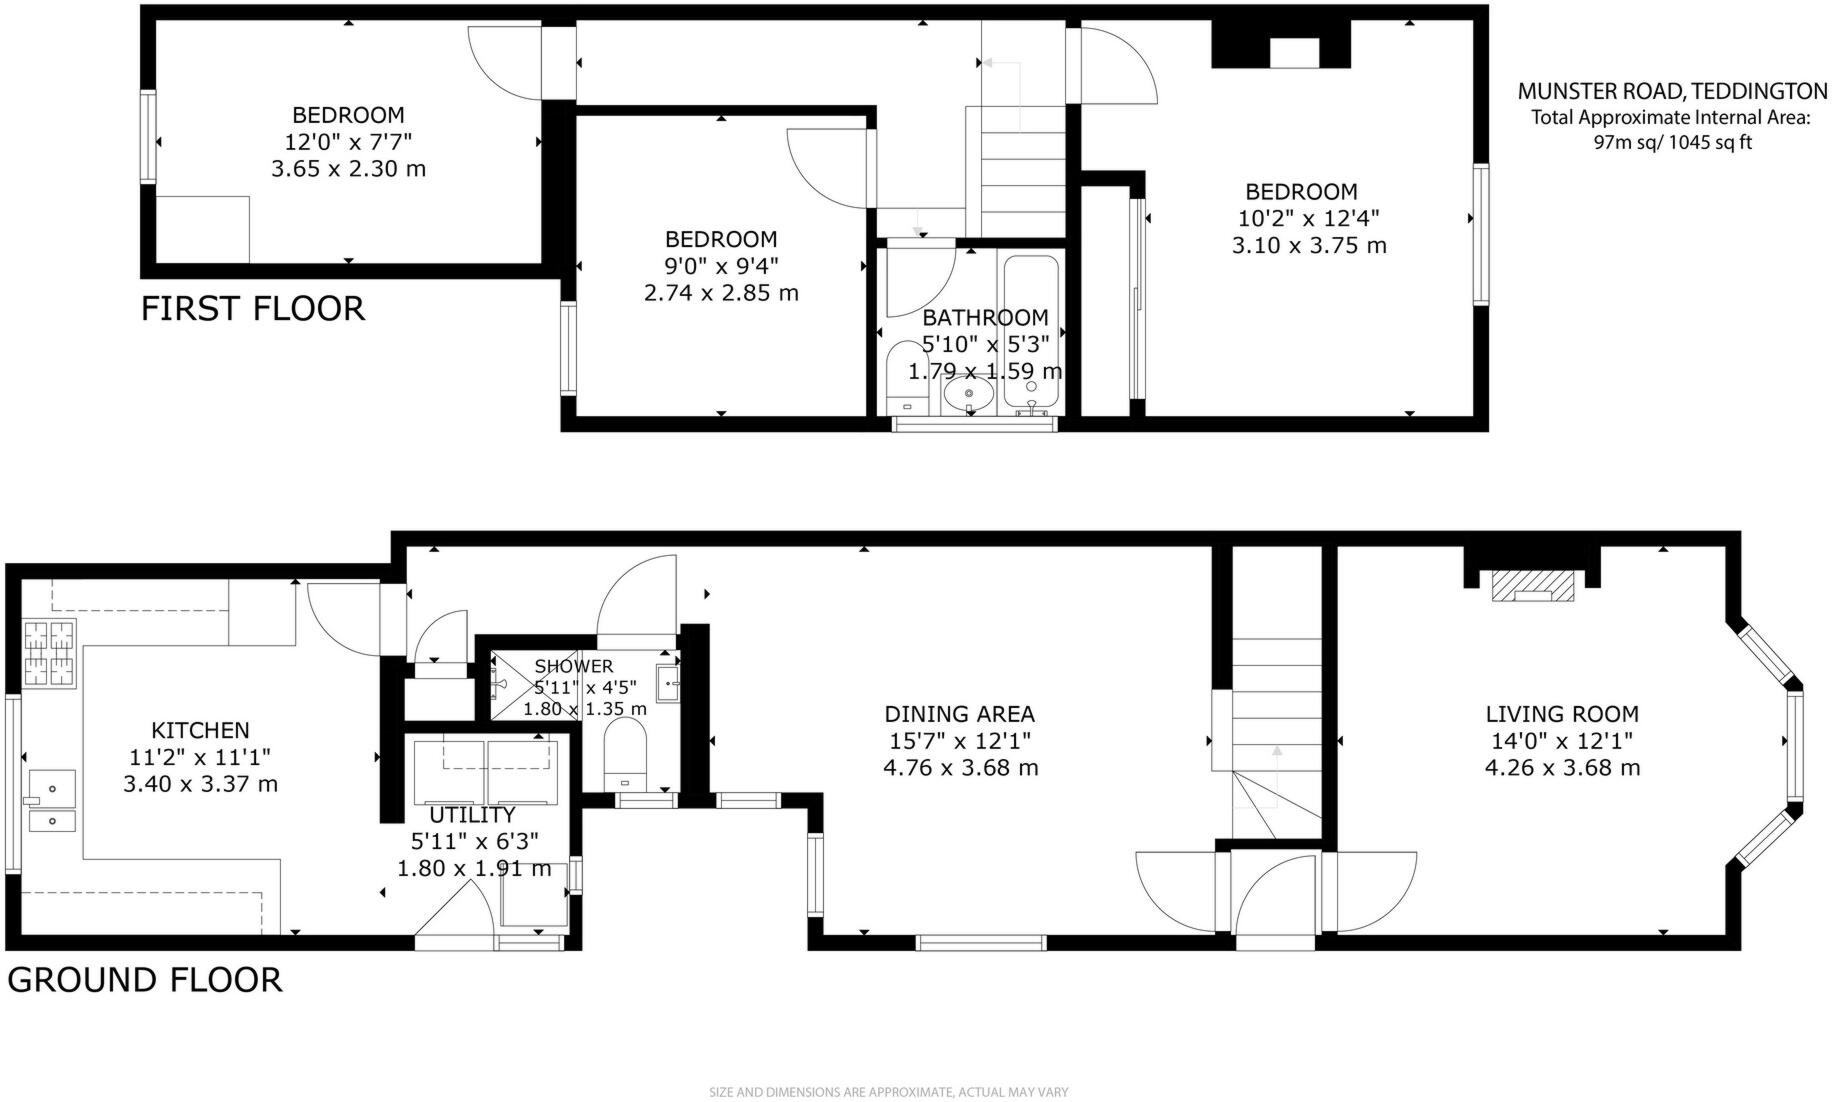 MUNSTER ROAD, TEDDINGTON
Total Approximate Internal Area:
97m sq/ 1045 sq ft
BEDROOM
12'0" x 7'7"
3.65 x 2.30 m
BEDROOM
9'0" x 9'4"
2.74 x 2.85 m
BATHROOM
5'10" x 5'3"
1.79 x 1.59 m
BEDROOM
10'2" x 12'4"
3.10 x 3.75 m
FIRST FLOOR
KITCHEN
11'2" x 11'1"
3.40 x 3.37 m
SHOWER
5'11" x 4'5"
1.80 x 1.35 m
UTILITY
5'11" x 6'3"
1.80 x 1.91 m
DINING AREA
15'7" x 12'1"
4.76 x 3.68 m
LIVING ROOM
14'0" x 12'1"
4.26 x 3.68 m
GROUND FLOOR
SIZE AND DIMENSIONS ARE APPROXIMATE, ACTUAL MAY VARY